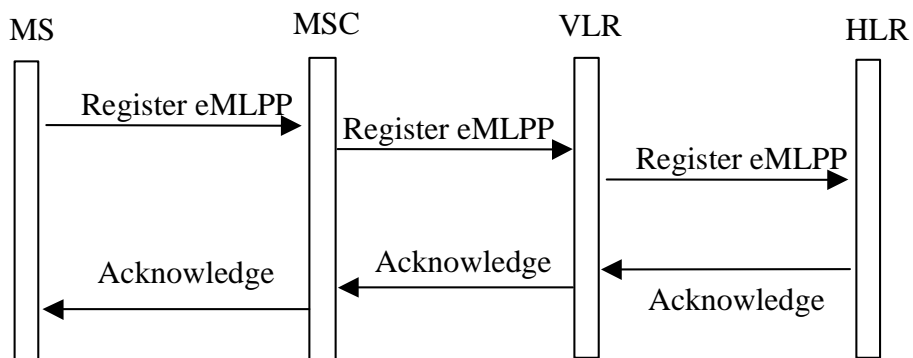 MS
MSC
VLR
HLR
Register eMLPP
Register eMLPP
Register eMLPP
Acknowledge
Acknowledge
Acknowledge